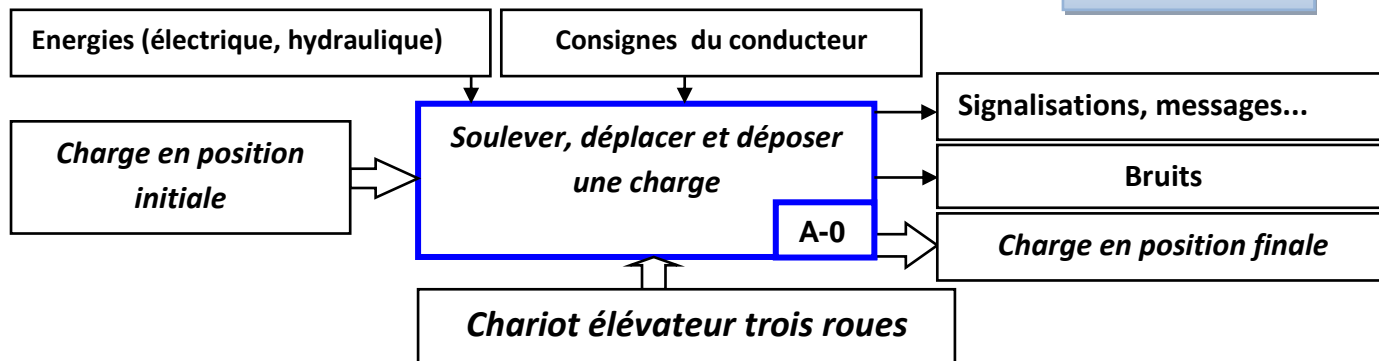 Energies (électrique, hydraulique)
Consignes du conducteur
Signalisations, messages...
Charge en position
initiale
Soulever, déplacer et déposer
une charge
Bruits
A-0
Charge en position finale
Chariot élévateur trois roues